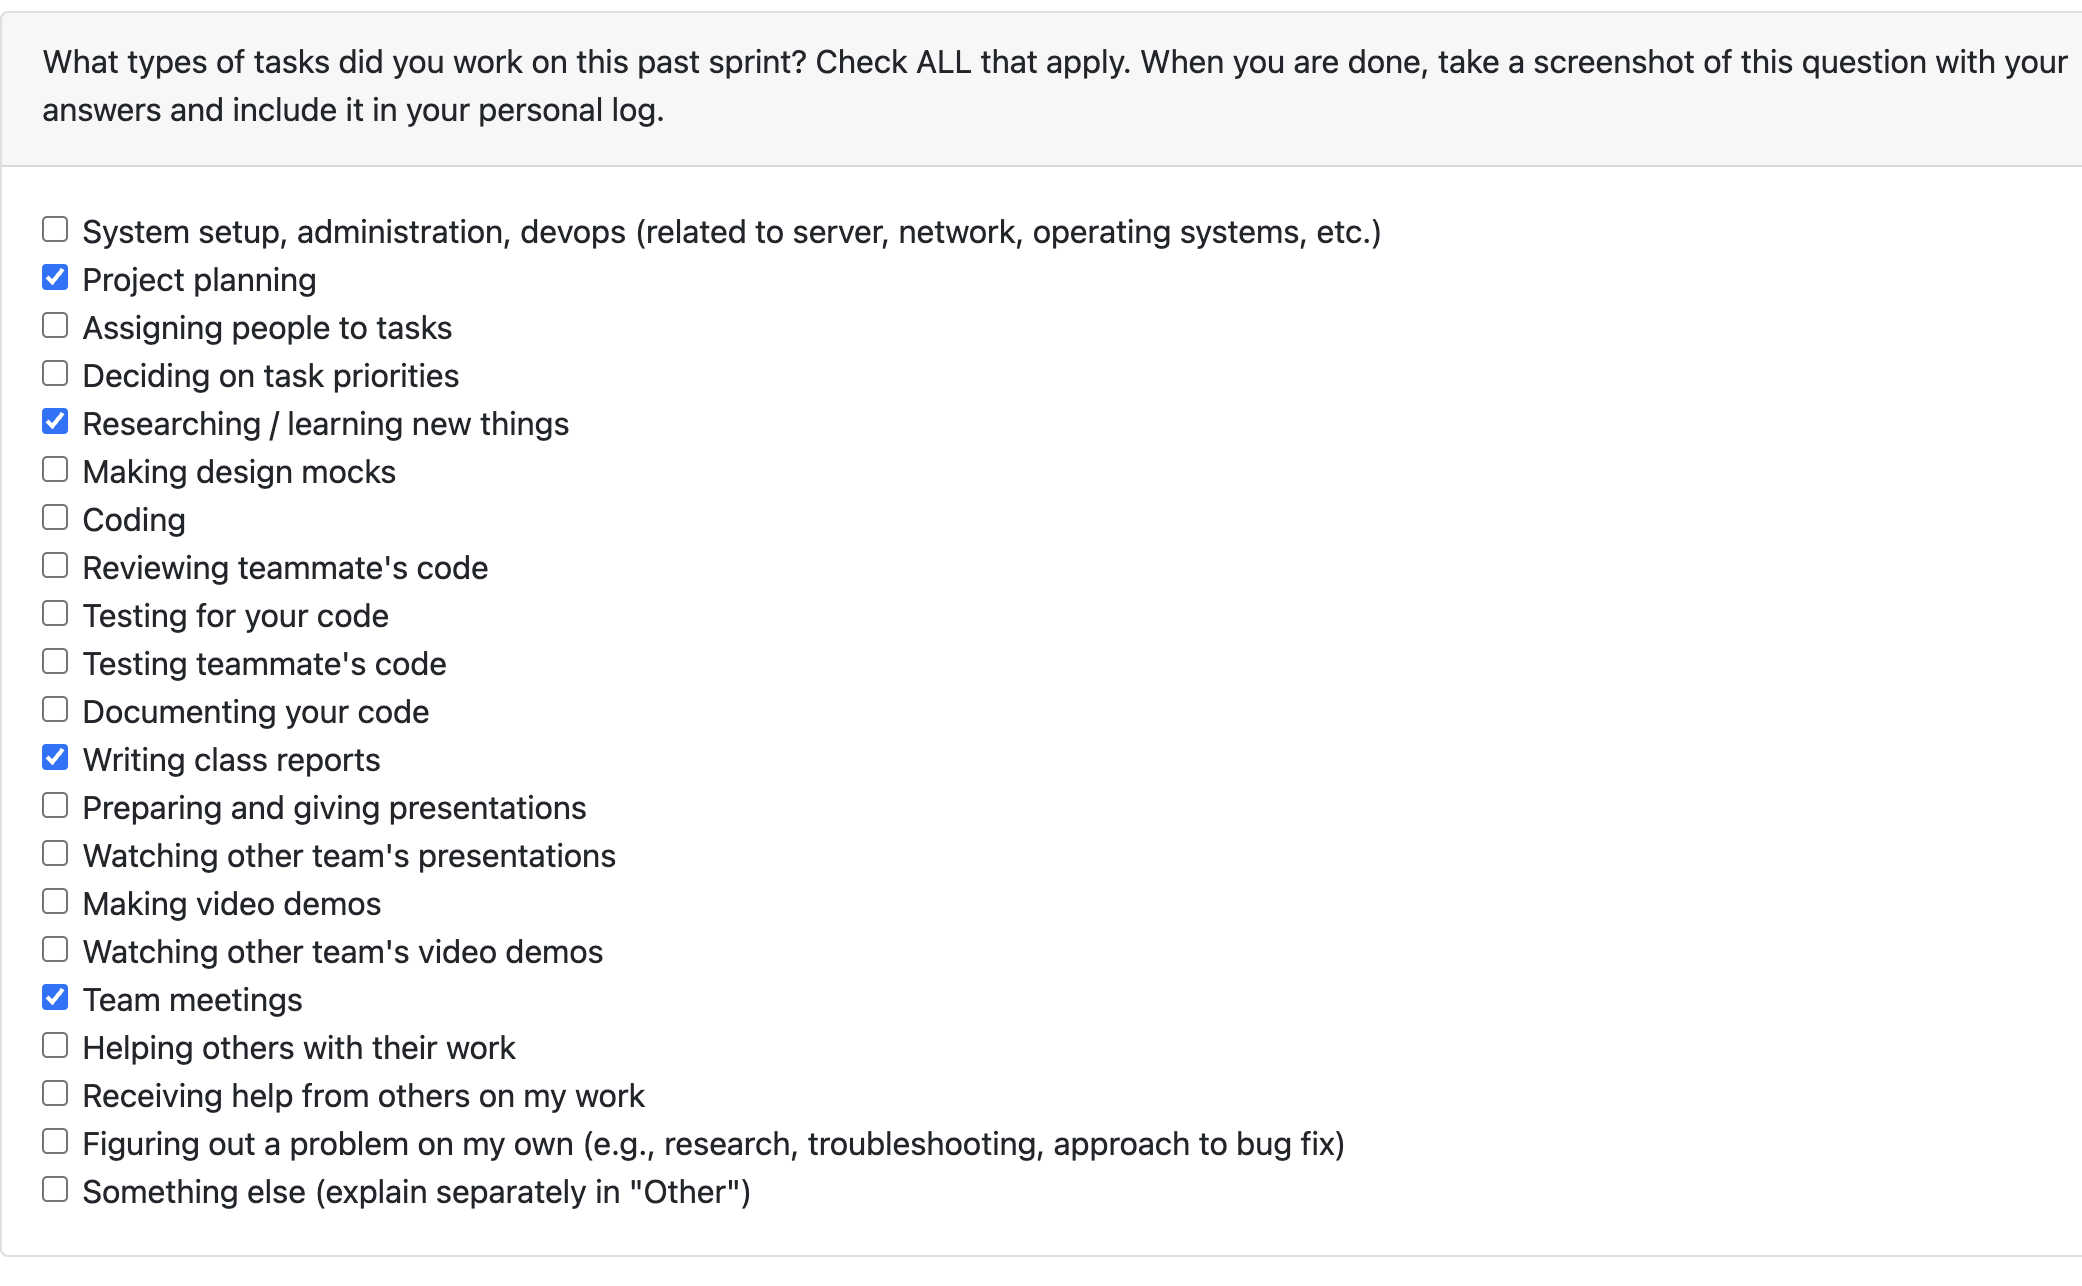 What types of tasks did you work on this past sprint? Check ALL that apply. When you are done, take a screenshot of this question with your
answers and include it in your personal log.
System setup, administration, devops (related to server, network, operating systems, etc.)
Project planning
Assigning people to tasks
Deciding on task priorities
Researching / learning new things
Making design mocks
Coding
Reviewing teammate's code
Testing for your code
Testing teammate's code
Documenting your code
Writing class reports
Preparing and giving presentations
Watching other team's presentations
Making video demos
Watching other team's video demos
Team meetings
Helping others with their work
Receiving help from others on my work
Figuring out a problem on my own (e.g., research, troubleshooting, approach to bug fix)
Something else (explain separately in "Other")